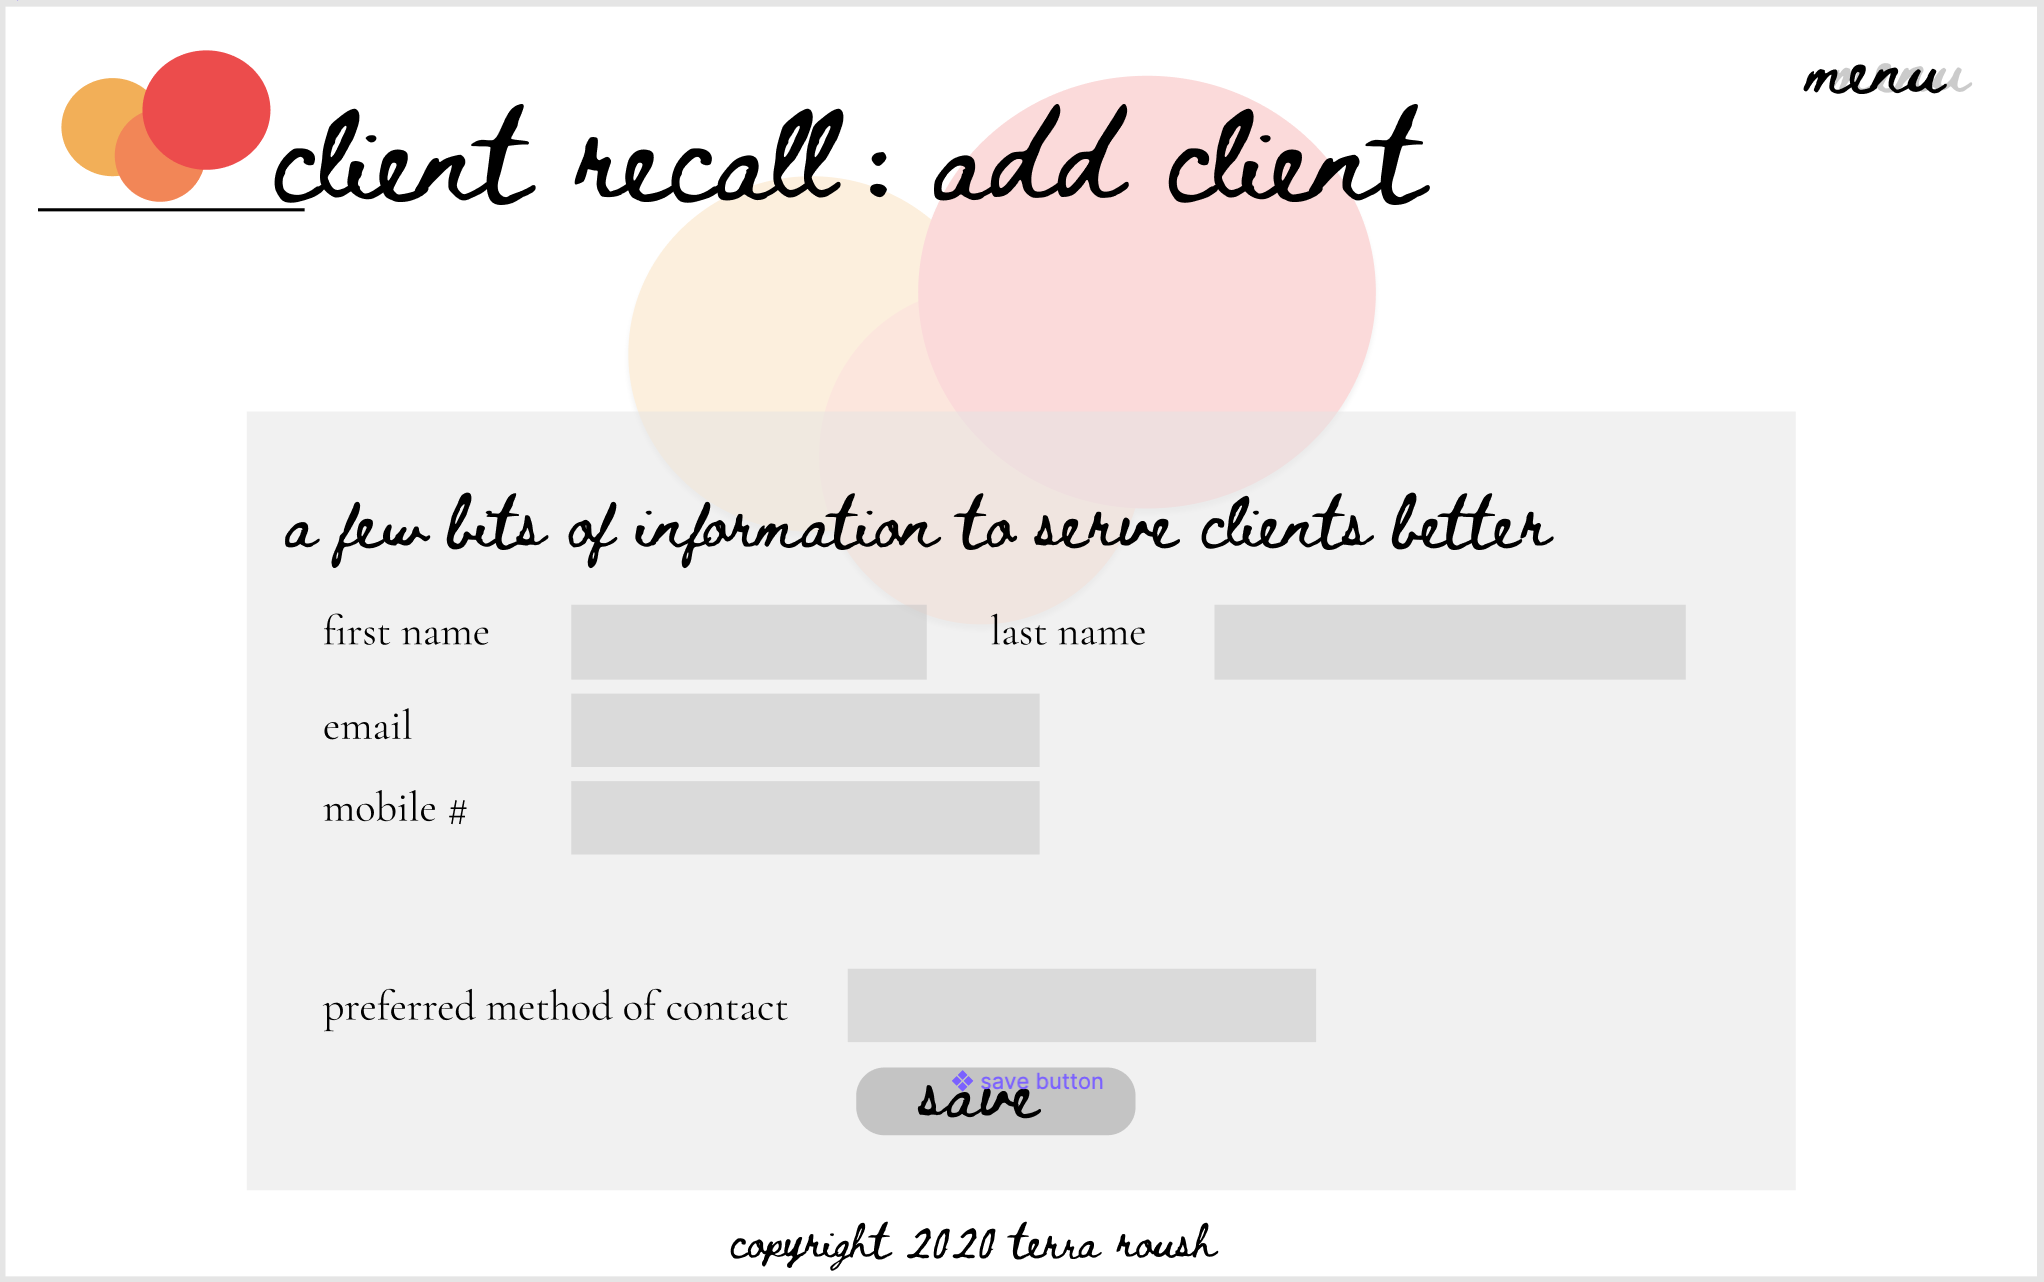 menu
menu
client recall: add client
a few bits of information to serve clients better
first name
last name
email
mobile #
preferred method of contact
save button
save
copyright 2020 terra roush